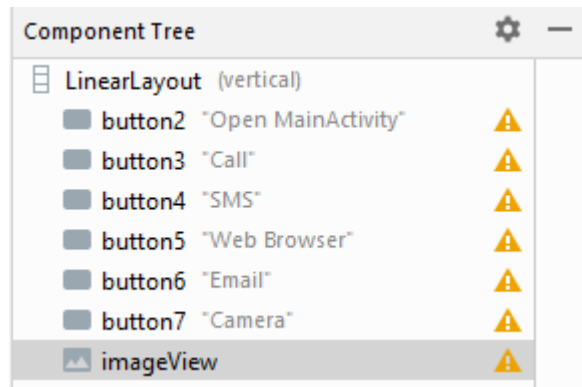 Component Tree
LinearLayout (vertical)
button2 "Open MainActivity"
button3 "Call"
button4 "SMS"
button5 "Web Browser"
button6 "Email"
button7 "Camera"
imageView